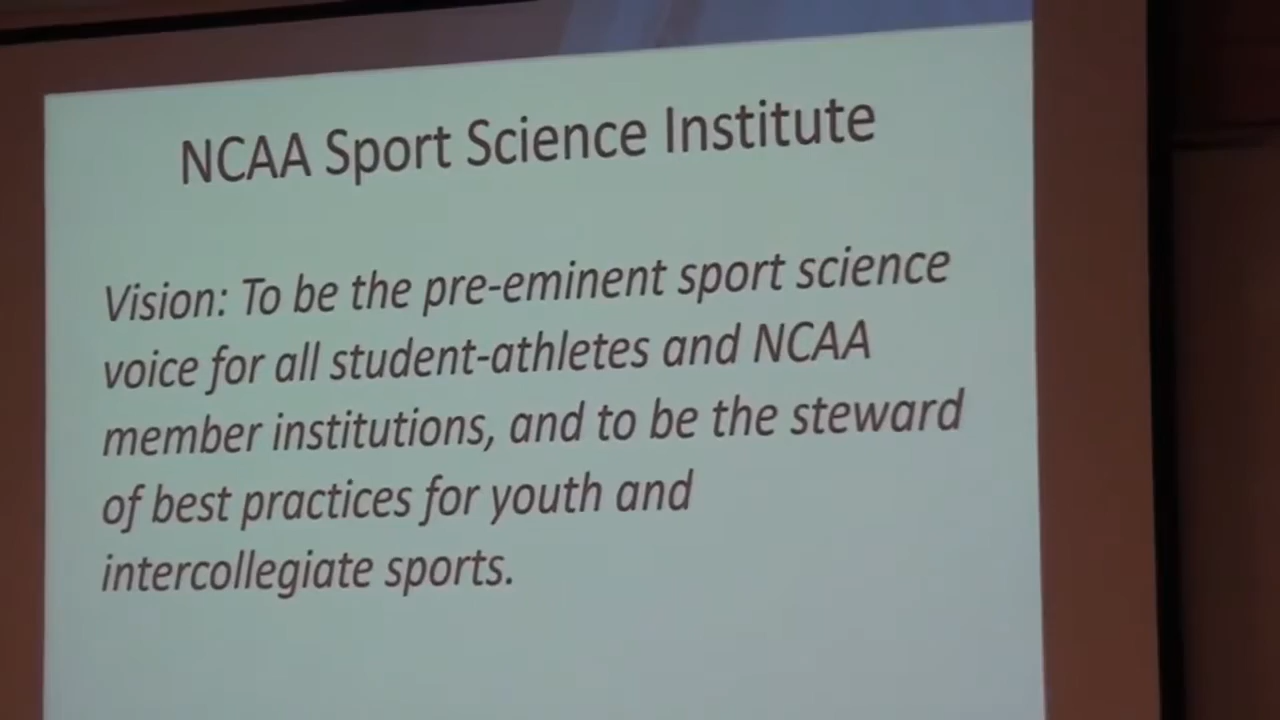 NCAA Sport Science Institute
Vision: To be the pre-eminent sport science
voice for all student-athletes and NCAA
member institutions, and to be the steward
of best practices for youth and
intercollegiate sports.